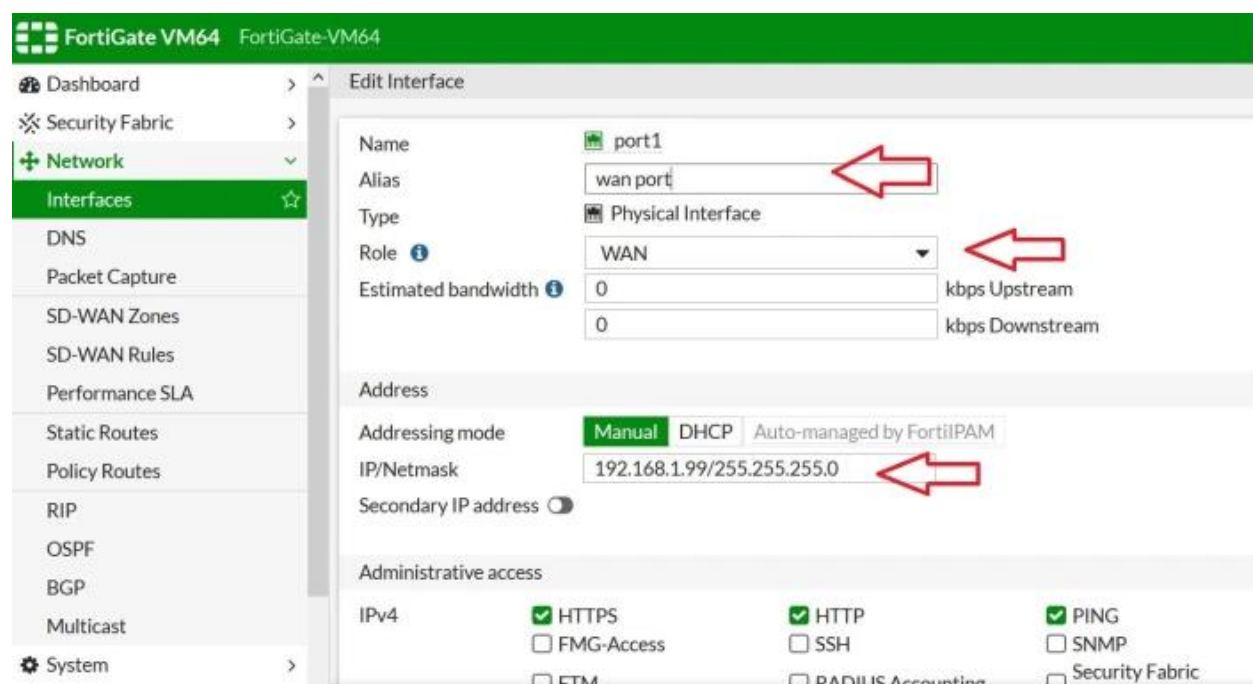 FortiGate VM64 FortiGate-VM64
Dashboard
Security Fabric
Network
Interfaces
DNS
Packet Capture
SD-WAN Zones
SD-WAN Rules
Performance SLA
Static Routes
Policy Routes
RIP
OSPF
BGP
Multicast
System
Edit Interface
Name port1
Alias wan port
Type Physical Interface
Role WAN
Estimated bandwidth 0 kbps Upstream
0 kbps Downstream
Address
Addressing mode Manual DHCP Auto-managed by FortiIPAM
IP/Netmask 192.168.1.99/255.255.255.0
Secondary IP address
Administrative access
IPv4 HTTPS HTTP PING
FMG-Access SSH SNMP
FTM RADIUS Accounting Security Fabric